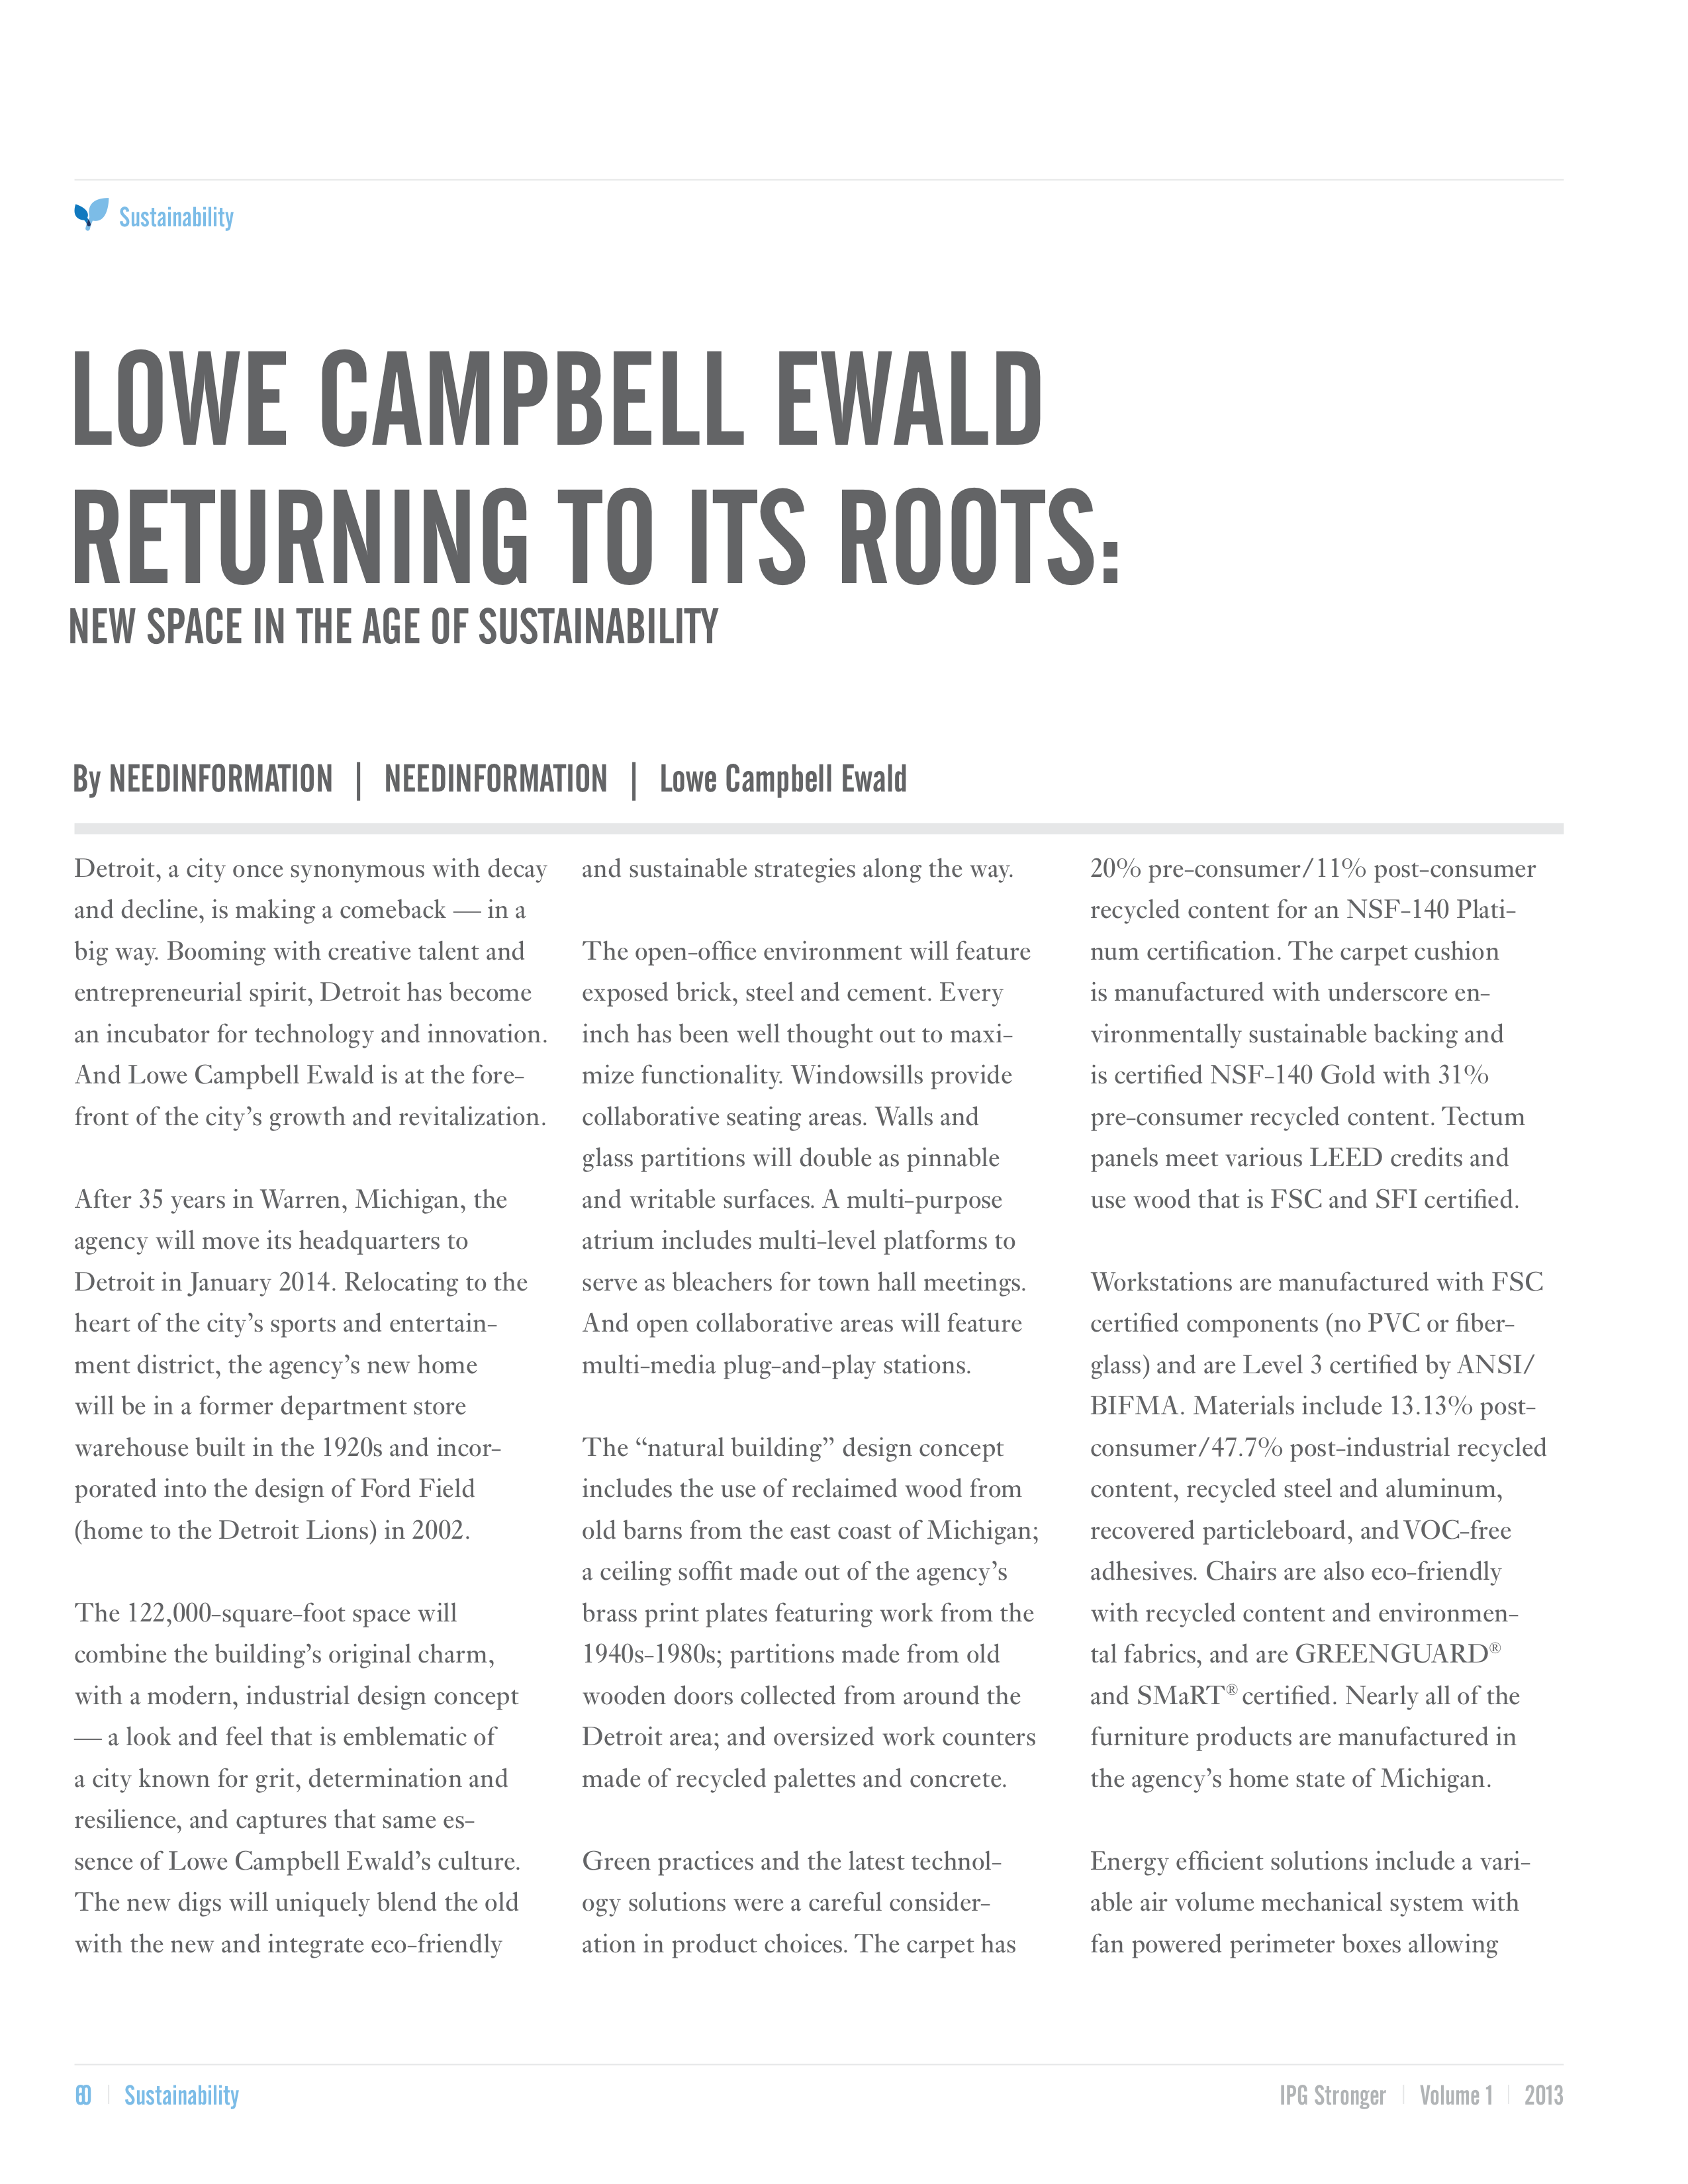 Sustainability
LOWE CAMPBELL EWALD
RETURNING TO ITS ROOTS:
NEW SPACE IN THE AGE OF SUSTAINABILITY
By NEEDINFORMATION | NEEDINFORMATION | Lowe Campbell Ewald
Detroit, a city once synonymous with decay
and decline, is making a comeback — in a
big way. Booming with creative talent and
entrepreneurial spirit, Detroit has become
an incubator for technology and innovation.
And Lowe Campbell Ewald is at the fore-
front of the city’s growth and revitalization.
After 35 years in Warren, Michigan, the
agency will move its headquarters to
Detroit in January 2014. Relocating to the
heart of the city’s sports and entertain-
ment district, the agency’s new home
will be in a former department store
warehouse built in the 1920s and incor-
porated into the design of Ford Field
(home to the Detroit Lions) in 2002.
The 122,000-square-foot space will
combine the building’s original charm,
with a modern, industrial design concept
— a look and feel that is emblematic of
a city known for grit, determination and
resilience, and captures that same es-
sence of Lowe Campbell Ewald’s culture.
The new digs will uniquely blend the old
with the new and integrate eco-friendly
and sustainable strategies along the way.
The open-office environment will feature
exposed brick, steel and cement. Every
inch has been well thought out to maxi-
mize functionality. Windowsills provide
collaborative seating areas. Walls and
glass partitions will double as pinnable
and writable surfaces. A multi-purpose
atrium includes multi-level platforms to
serve as bleachers for town hall meetings.
And open collaborative areas will feature
multi-media plug-and-play stations.
The “natural building” design concept
includes the use of reclaimed wood from
old barns from the east coast of Michigan;
a ceiling soffit made out of the agency’s
brass print plates featuring work from the
1940s-1980s; partitions made from old
wooden doors collected from around the
Detroit area; and oversized work counters
made of recycled palettes and concrete.
Green practices and the latest technol-
ogy solutions were a careful consider-
ation in product choices. The carpet has
20% pre-consumer/11% post-consumer
recycled content for an NSF-140 Plati-
num certification. The carpet cushion
is manufactured with underscore en-
vironmentally sustainable backing and
is certified NSF-140 Gold with 31%
pre-consumer recycled content. Tectum
panels meet various LEED credits and
use wood that is FSC and SFI certified.
Workstations are manufactured with FSC
certified components (no PVC or fiber-
glass) and are Level 3 certified by ANSI/
BIFMA. Materials include 13.13% post-
consumer/47.7% post-industrial recycled
content, recycled steel and aluminum,
recovered particleboard, and VOC-free
adhesives. Chairs are also eco-friendly
with recycled content and environmen-
tal fabrics, and are GREENGUARD®
and SMaRT® certified. Nearly all of the
furniture products are manufactured in
the agency’s home state of Michigan.
Energy efficient solutions include a vari-
able air volume mechanical system with
fan powered perimeter boxes allowing
Sustainability
IPG Stronger | Volume 1 | 2013